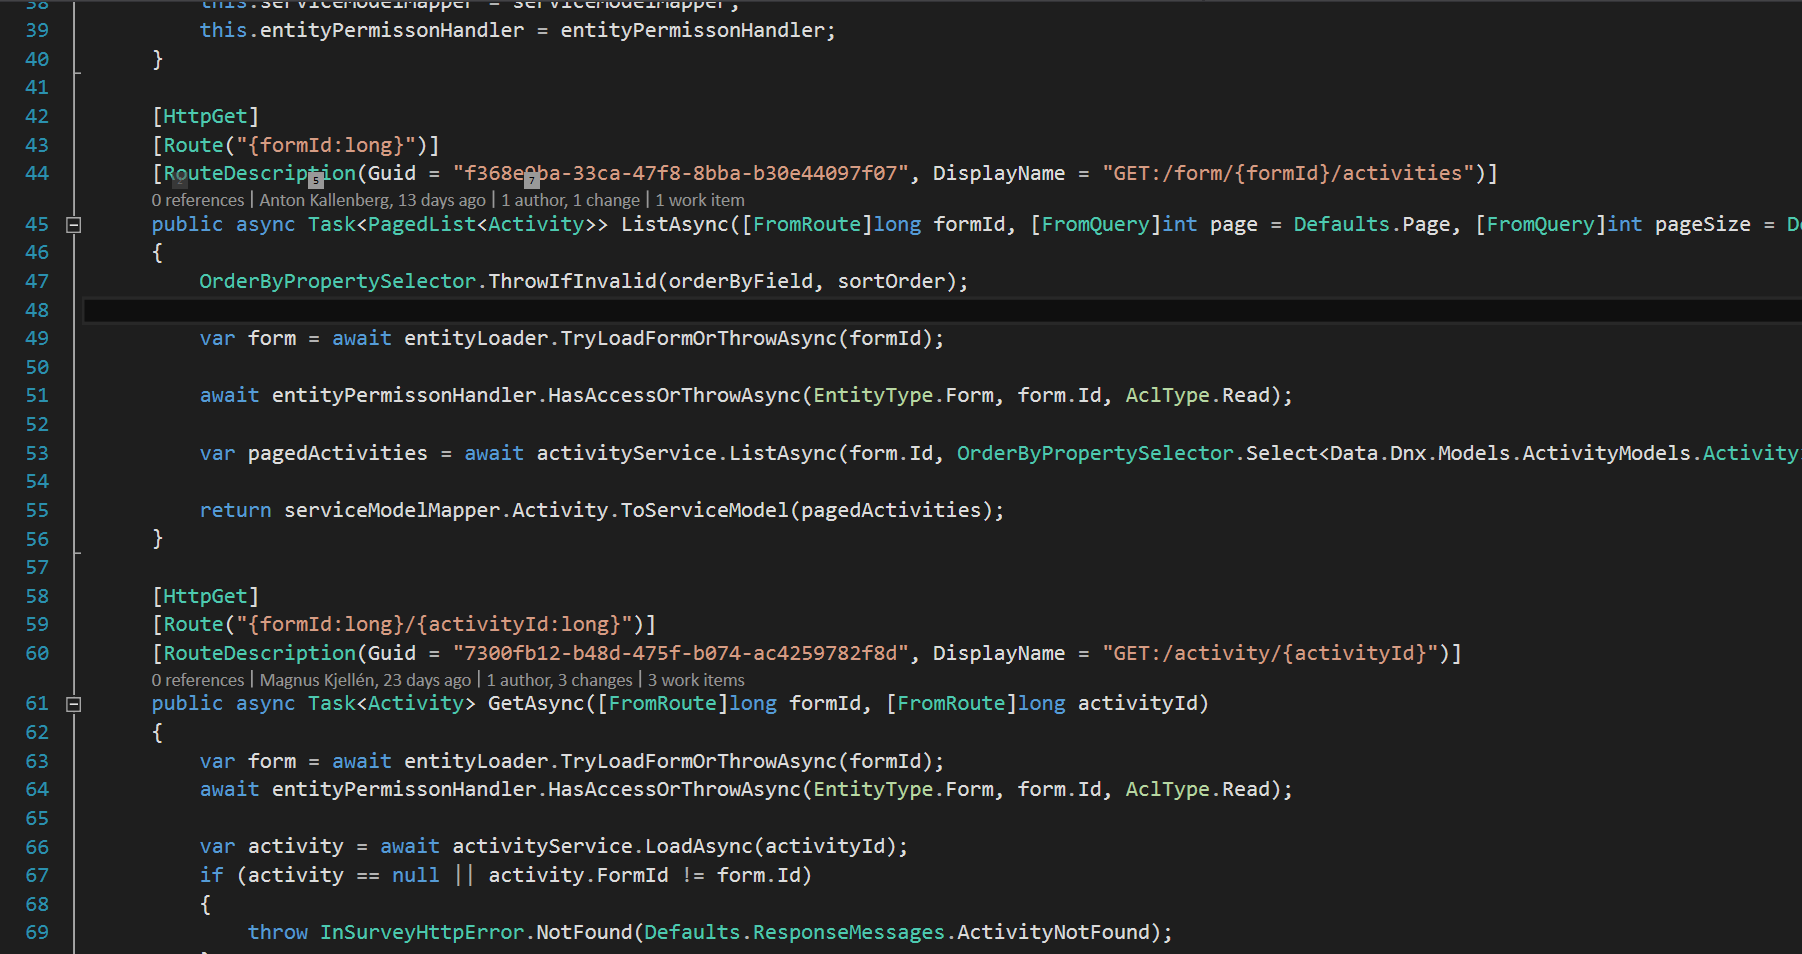 38 this.serviceModelMapper = serviceModelMapper;
39 this.entityPermissonHandler = entityPermissonHandler;
40 }
41
42 [HttpGet]
43 [Route("{formId:long}")]
44 [RouteDescription(Guid = "f368e0ba-33ca-47f8-8bba-b30e44097f07", DisplayName = "GET:/form/{formId}/activities")]
2 5 7
0 references | Anton Kallenberg, 13 days ago | 1 author, 1 change | 1 work item
45 public async Task<PagedList<Activity>> ListAsync([FromRoute]long formId, [FromQuery]int page = Defaults.Page, [FromQuery]int pageSize = De
46 {
47 OrderByPropertySelector.ThrowIfInvalid(orderByField, sortOrder);
48
49 var form = await entityLoader.TryLoadFormOrThrowAsync(formId);
50
51 await entityPermissonHandler.HasAccessOrThrowAsync(EntityType.Form, form.Id, AclType.Read);
52
53 var pagedActivities = await activityService.ListAsync(form.Id, OrderByPropertySelector.Select<Data.Dnx.Models.ActivityModels.Activity
54
55 return serviceModelMapper.Activity.ToServiceModel(pagedActivities);
56 }
57
58 [HttpGet]
59 [Route("{formId:long}/{activityId:long}")]
60 [RouteDescription(Guid = "7300fb12-b48d-475f-b074-ac4259782f8d", DisplayName = "GET:/activity/{activityId}")]
0 references | Magnus Kjellén, 23 days ago | 1 author, 3 changes | 3 work items
61 public async Task<Activity> GetAsync([FromRoute]long formId, [FromRoute]long activityId)
62 {
63 var form = await entityLoader.TryLoadFormOrThrowAsync(formId);
64 await entityPermissonHandler.HasAccessOrThrowAsync(EntityType.Form, form.Id, AclType.Read);
65
66 var activity = await activityService.LoadAsync(activityId);
67 if (activity == null || activity.FormId != form.Id)
68 {
69 throw InSurveyHttpError.NotFound(Defaults.ResponseMessages.ActivityNotFound);